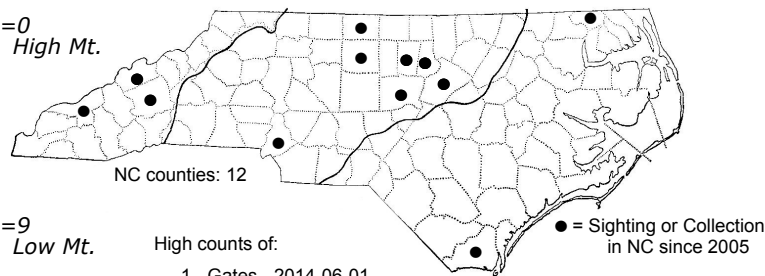 =0
High Mt.
NC counties: 12
=9
Low Mt.
High counts of:
● = Sighting or Collection
in NC since 2005
1 - Gates - 2014-06-01